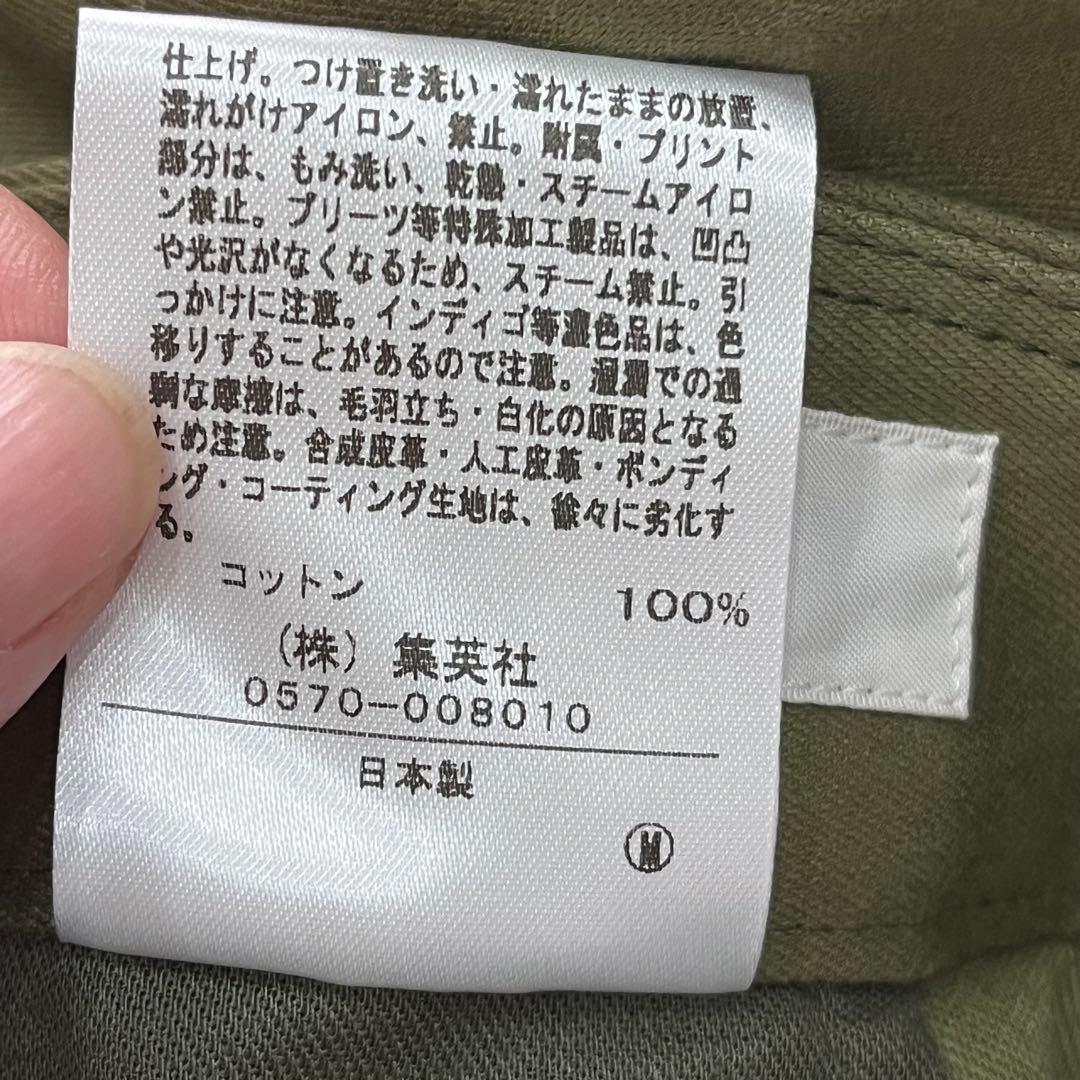 仕上げ。つけ置き洗い・濡れたままの放置、
濡れがけアイロン、禁止。附属・プリント
部分は、もみ洗い、乾熱・スチームアイロ
ン禁止。プリーツ等特殊加工製品は、凹凸
や光沢がなくなるため、スチーム禁止。引
っかけに注意。インディゴ等濃色品は、色
移りすることがあるので注意。湿潤での過
剰な摩擦は、毛羽立ち・白化の原因となる
ため注意。合成皮革・人工皮革・ボンディ
ング・コーティング生地は、徐々に劣化す
る。
コットン 100%
(株) 集英社
0570-008010
日本製
Ⓜ